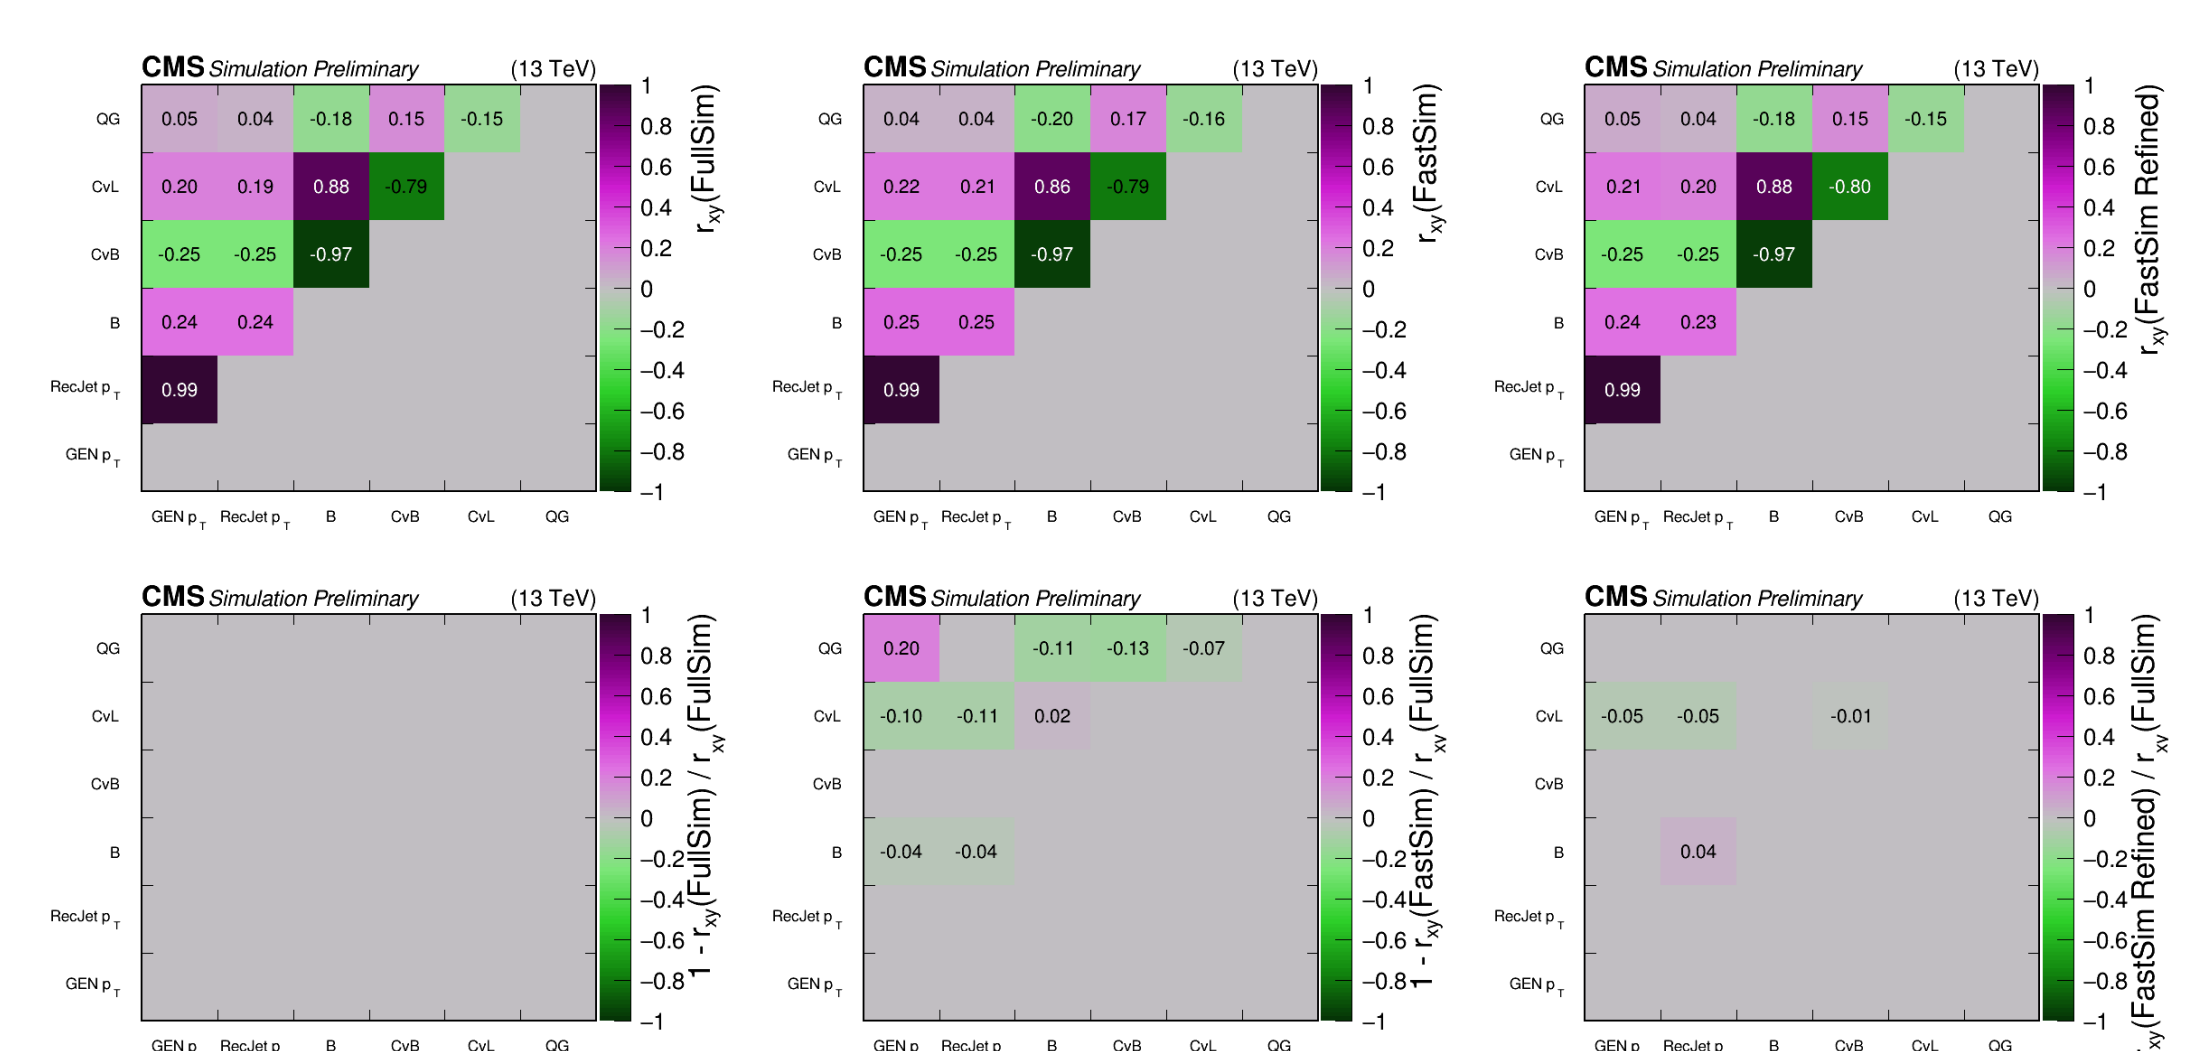 CMS Simulation Preliminary (13 TeV)
QG 0.05 0.04 -0.18 0.15 -0.15
CvL 0.20 0.19 0.88 -0.79
CvB -0.25 -0.25 -0.97
B 0.24 0.24
RecJet p T 0.99
GEN p T
GEN p T RecJet p T B CvB CvL QG
1
0.8
0.6
0.4
0.2
0
−0.2
−0.4
−0.6
−0.8
−1
rxy(FullSim)
CMS Simulation Preliminary (13 TeV)
QG 0.04 0.04 -0.20 0.17 -0.16
CvL 0.22 0.21 0.86 -0.79
CvB -0.25 -0.25 -0.97
B 0.25 0.25
RecJet p T 0.99
GEN p T
GEN p T RecJet p T B CvB CvL QG
1
0.8
0.6
0.4
0.2
0
−0.2
−0.4
−0.6
−0.8
−1
rxy(FastSim)
CMS Simulation Preliminary (13 TeV)
QG 0.05 0.04 -0.18 0.15 -0.15
CvL 0.21 0.20 0.88 -0.80
CvB -0.25 -0.25 -0.97
B 0.24 0.23
RecJet p T 0.99
GEN p T
GEN p T RecJet p T B CvB CvL QG
1
0.8
0.6
0.4
0.2
0
−0.2
−0.4
−0.6
−0.8
−1
rxy(FastSim Refined)
CMS Simulation Preliminary (13 TeV)
QG
CvL
CvB
B
RecJet p T
GEN p T
GEN p RecJet p B CvB CvL QG
1
0.8
0.6
0.4
0.2
0
−0.2
−0.4
−0.6
−0.8
−1
1 - rxy(FullSim) / rxy(FullSim)
CMS Simulation Preliminary (13 TeV)
QG 0.20 -0.11 -0.13 -0.07
CvL -0.10 -0.11 0.02
CvB
B -0.04 -0.04
RecJet p T
GEN p T
GEN p RecJet p B CvB CvL QG
1
0.8
0.6
0.4
0.2
0
−0.2
−0.4
−0.6
−0.8
−1
1 - rxy(FastSim) / rxy(FullSim)
CMS Simulation Preliminary (13 TeV)
QG
CvL -0.05 -0.05 -0.01
CvB
B 0.04
RecJet p T
GEN p T
GEN p RecJet p B CvB CvL QG
1
0.8
0.6
0.4
0.2
0
−0.2
−0.4
−0.6
−0.8
−1
xy(FastSim Refined) / rxy(FullSim)